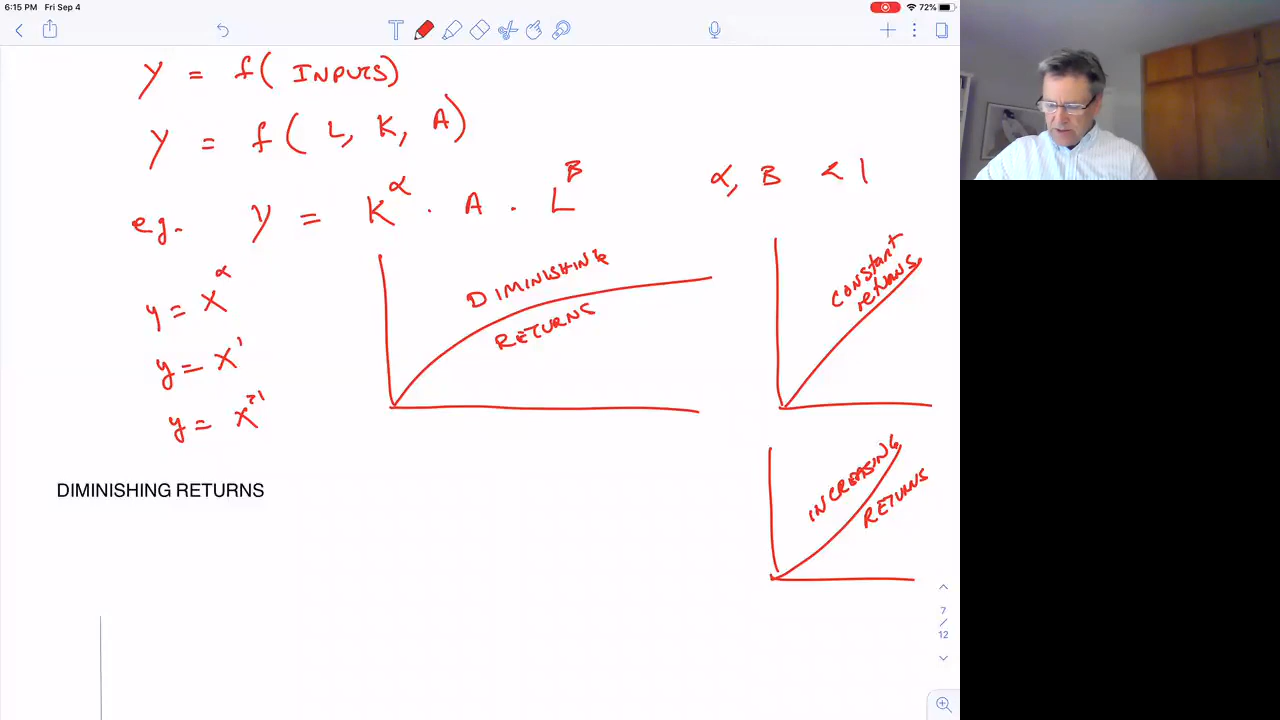 6:15 PM Fri Sep 4
72%
Y = f( INPUTS)
Y = f( L, K, A)
e.g. Y = K^α · A · L^B
α, B < 1
y = X^α
y = X^1
y = X^>1
DIMINISHING
RETURNS
constant
returns
INCREASING
RETURNS
DIMINISHING RETURNS
7
/
12